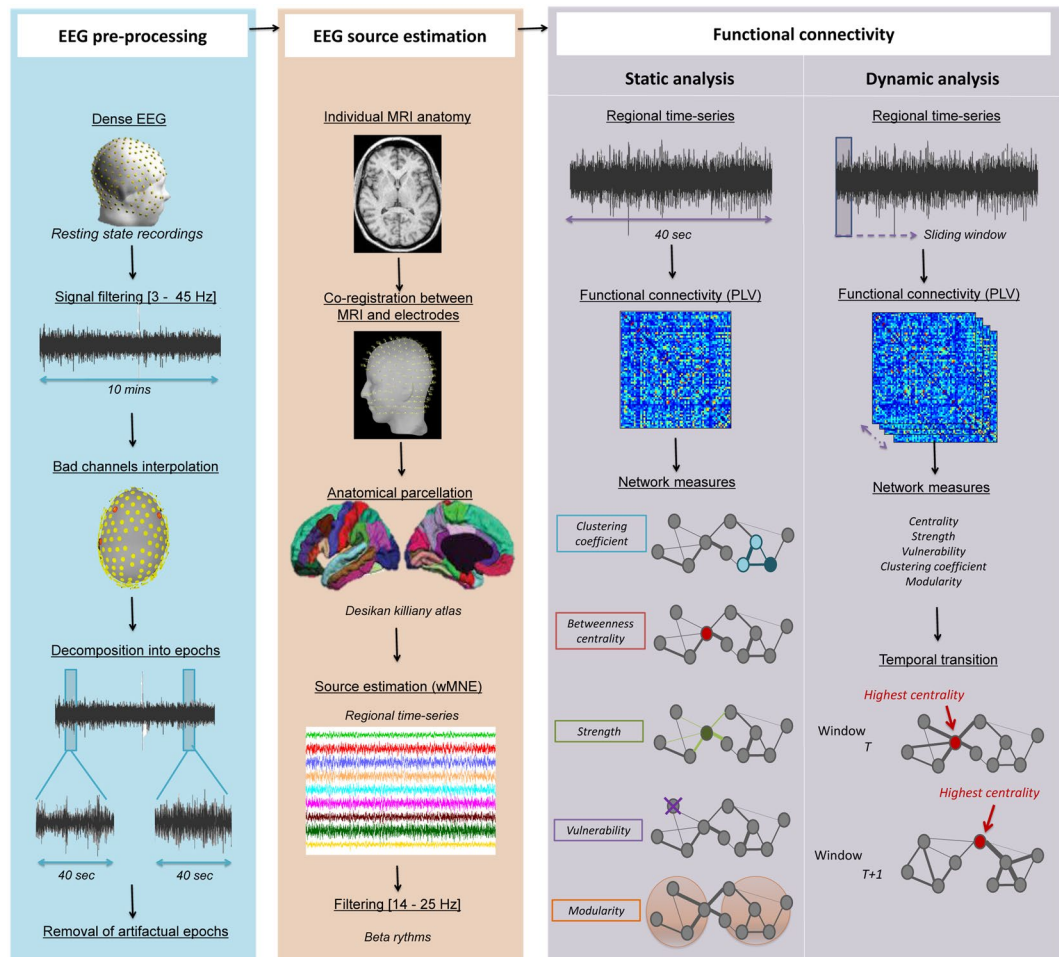 EEG pre-processing
Dense EEG
Resting state recordings
Signal filtering [3 - 45 Hz]
10 mins
Bad channels interpolation
Decomposition into epochs
40 sec
40 sec
Removal of artifactual epochs
EEG source estimation
Individual MRI anatomy
Co-registration between
MRI and electrodes
Anatomical parcellation
Desikan killiany atlas
Source estimation (wMNE)
Regional time-series
Filtering [14 - 25 Hz]
Beta rythms
Functional connectivity
Static analysis
Regional time-series
40 sec
Functional connectivity (PLV)
Network measures
Clustering
coefficient
Betweenness
centrality
Strength
Vulnerability
Modularity
Dynamic analysis
Regional time-series
Sliding window
Functional connectivity (PLV)
Network measures
Centrality
Strength
Vulnerability
Clustering coefficient
Modularity
Temporal transition
Highest centrality
Window
T
Highest centrality
Window
T+1